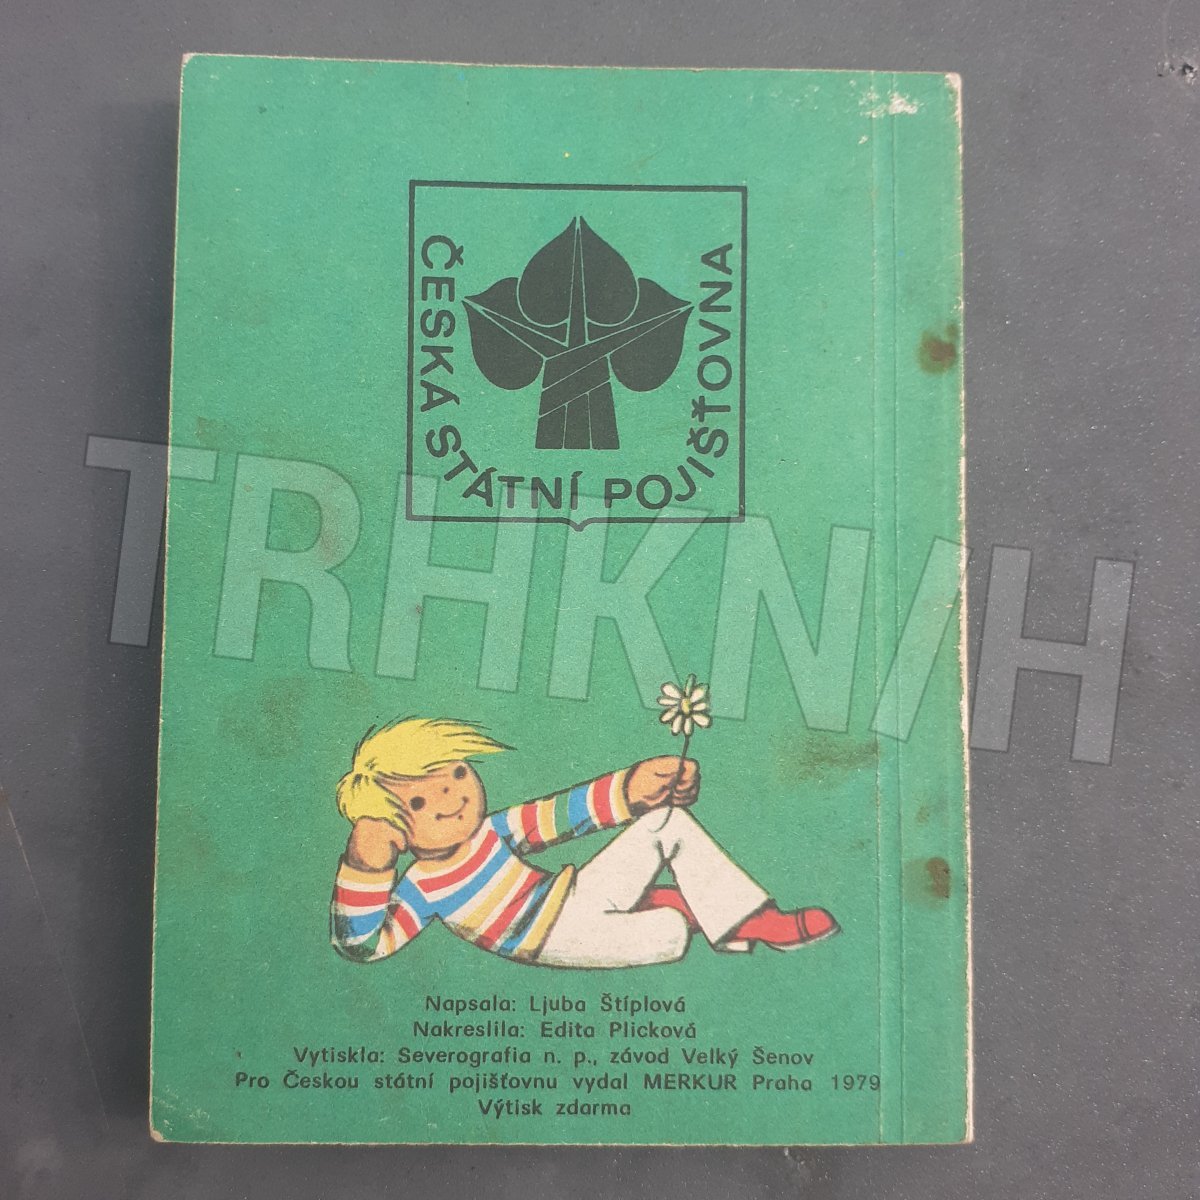 ČESKÁ STÁTNÍ POJIŠŤOVNA
TRHKNIH
Napsala: Ljuba Štíplová
Nakreslila: Edita Plicková
Vytiskla: Severografia n. p., závod Velký Šenov
Pro Českou státní pojišťovnu vydal MERKUR Praha 1979
Výtisk zdarma